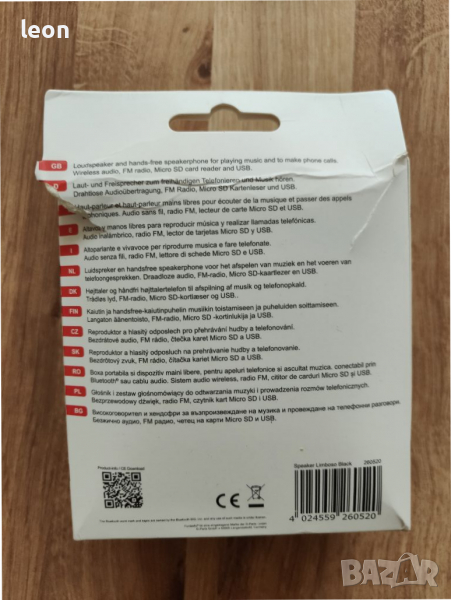 leon
GB Loudspeaker and hands-free speakerphone for playing music and to make phone calls.
Wireless audio, FM radio, Micro SD card reader and USB.
D Laut- und Freisprecher zum freihändigen Telefonieren und Musik hören.
Drahtlose Audioübertragung, FM Radio, Micro SD Kartenleser und USB.
Haut-parleur et haut-parleur mains libres pour écouter de la musique et passer des appels
téléphoniques. Audio sans fil, radio FM, lecteur de carte Micro SD et USB.
E Altavoz y manos libres para reproducir música y realizar llamadas telefónicas.
Audio inalámbrico, radio FM, lector de tarjetas Micro SD y USB.
I Altoparlante e vivavoce per riprodurre musica e fare telefonate.
Audio senza fili, radio FM, lettore di schede Micro SD e USB.
NL Luidspreker en handsfree speakerphone voor het afspelen van muziek en het voeren van
telefoongesprekken. Draadloze audio, FM-radio, Micro SD-kaartlezer en USB.
DK Højttaler og håndfri højttalertelefon til afspilning af musik og telefonopkald.
Trådløs lyd, FM-radio, Micro SD-kortlæser og USB.
FIN Kaiutin ja handsfree-kaiutinpuhelin musiikin toistamiseen ja puheluiden soittamiseen.
Langaton äänentoisto, FM-radio, Micro SD -kortinlukija ja USB.
CZ Reproduktor a hlasitý odposlech pro přehrávání hudby a telefonování.
Bezdrátové audio, FM rádio, čtečka karet Micro SD a USB.
SK Reproduktor a hlasitý odposluch na prehrávanie hudby a telefonovanie.
Bezdrôtový zvuk, FM rádio, čítačka kariet Micro SD a USB.
RO Boxa portabila si dispozitiv maini libere, pentru apeluri telefonice si ascultat muzica, conectabil prin
Bluetooth® sau cablu audio. Sistem audio wireless, radio FM, cititor de carduri Micro SD și USB.
PL Głośnik i zestaw głośnomówiący do odtwarzania muzyki i prowadzenia rozmów telefonicznych.
Bezprzewodowy dźwięk, radio FM, czytnik kart Micro SD i USB.
BG Високоговорител и хендсфри за възпроизвеждане на музика и провеждане на телефонни разговори.
Безжично аудио, FM радио, четец на карти Micro SD и USB.
Productinfo / CE Download:
CE
Speaker Limboxo Black 260520
4 024559 260520
BAZAR